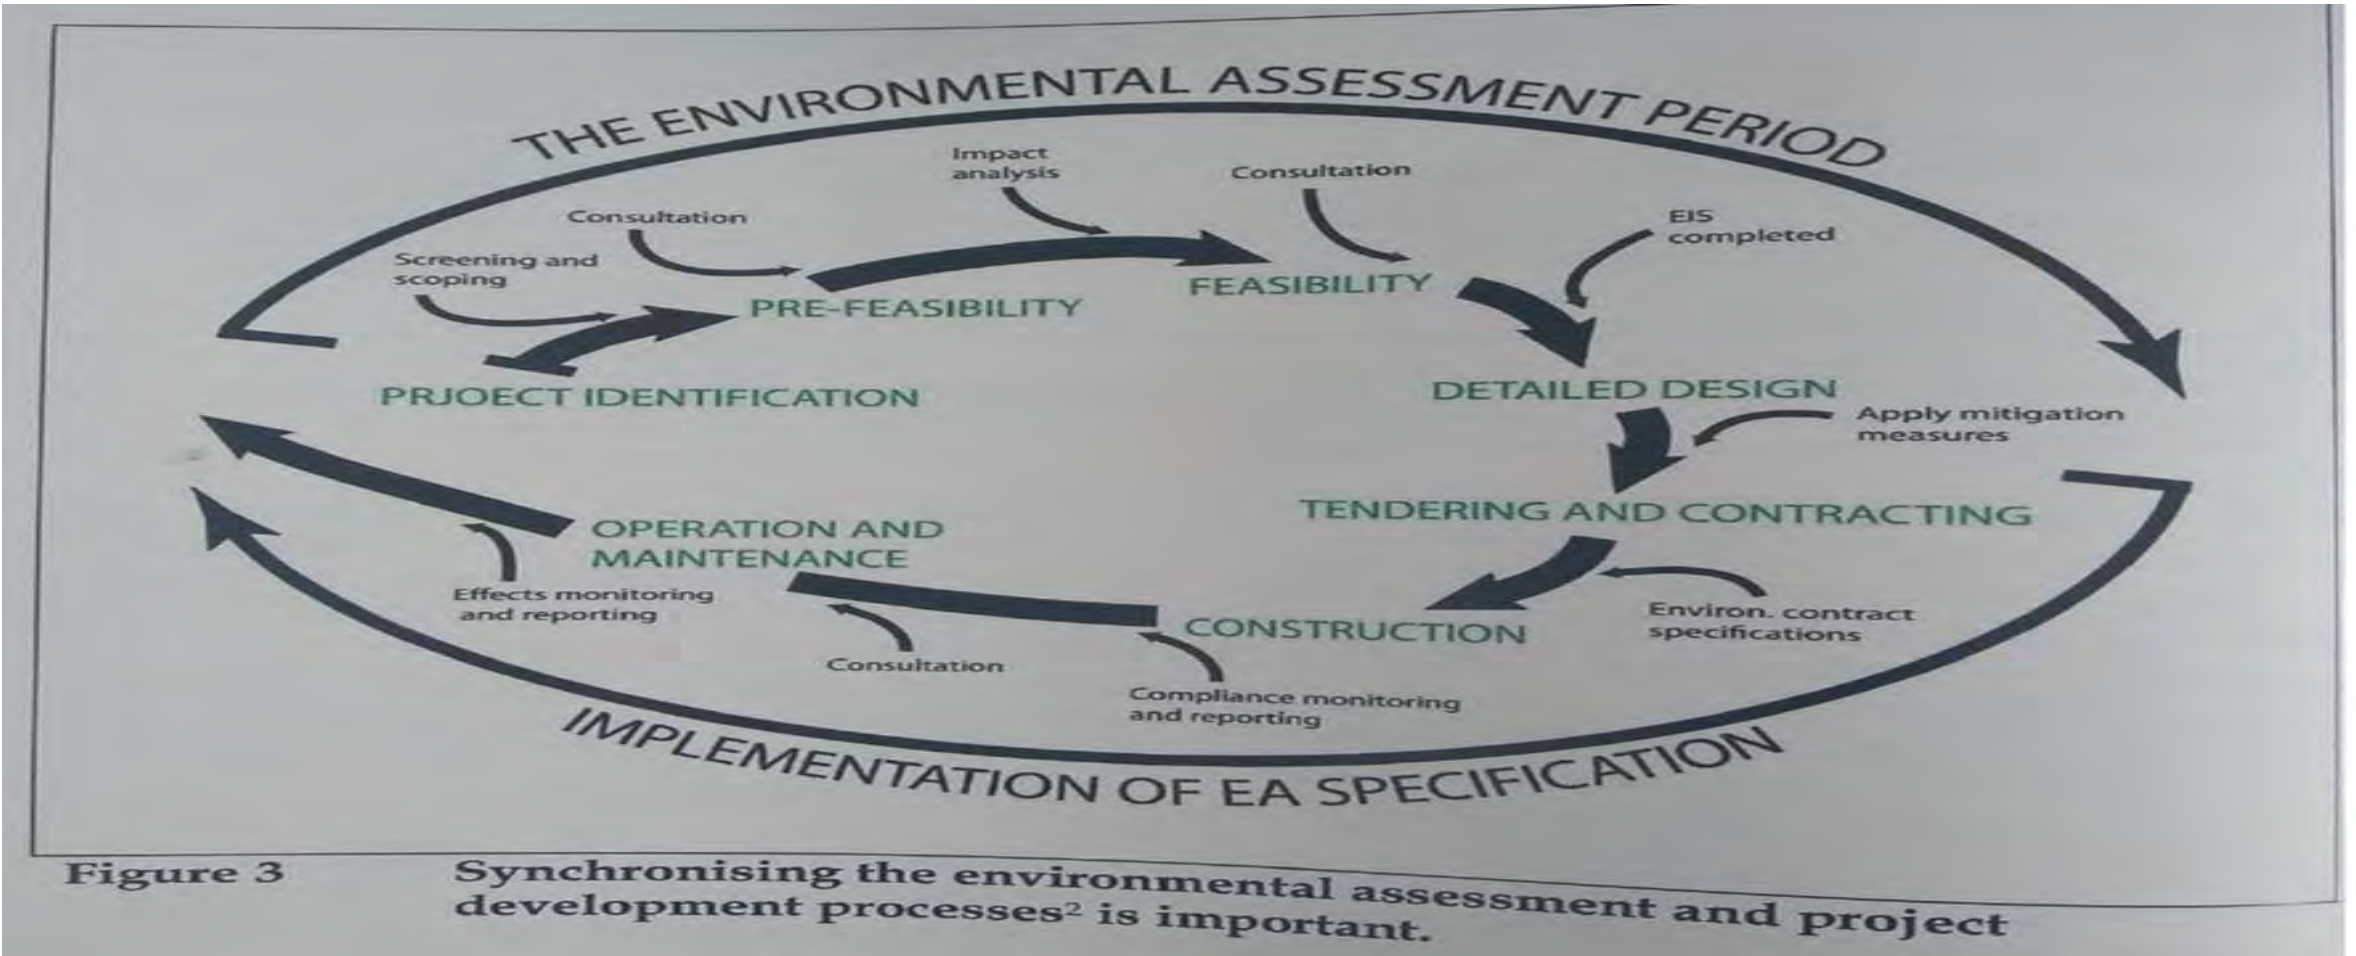 THE ENVIRONMENTAL ASSESSMENT PERIOD
Impact
analysis
Consultation
Consultation
EIS
completed
Screening and
scoping
PRE-FEASIBILITY
FEASIBILITY
PRJOECT IDENTIFICATION
DETAILED DESIGN
Apply mitigation
measures
TENDERING AND CONTRACTING
OPERATION AND
MAINTENANCE
Effects monitoring
and reporting
CONSTRUCTION
Environ. contract
specifications
Consultation
Compliance monitoring
and reporting
IMPLEMENTATION OF EA SPECIFICATION
Figure 3
Synchronising the environmental assessment and project
development processes² is important.